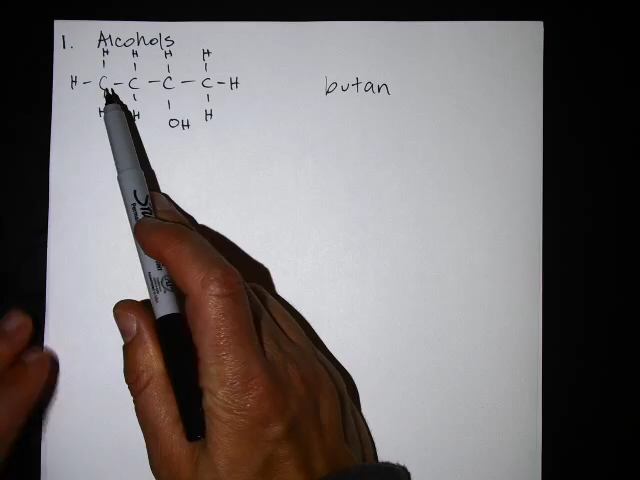 1. Alcohols
H H H H
H - C - C - C - C - H
H H OH H
butan